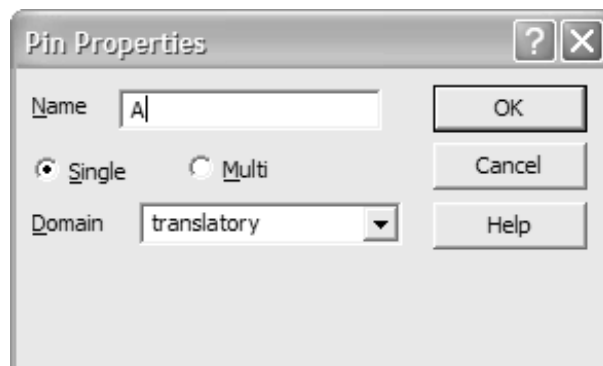 Pin Properties
Name A OK
Single Multi Cancel
Domain translatory Help